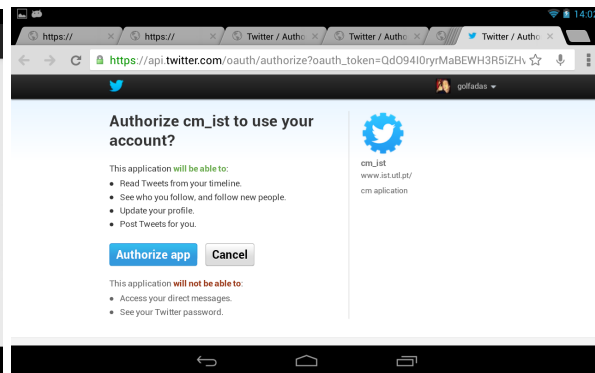 14:02
https://
https://
Twitter / Autho
Twitter / Autho
Twitter / Autho
https://api.twitter.com/oauth/authorize?oauth_token=QdO94I0ryrMaBEWH3R5iZH
golfadas
Authorize cm_ist to use your
account?
This application will be able to:
• Read Tweets from your timeline.
• See who you follow, and follow new people.
• Update your profile.
• Post Tweets for you.
Authorize app Cancel
This application will not be able to:
• Access your direct messages.
• See your Twitter password.
cm_ist
www.ist.utl.pt/
cm aplication